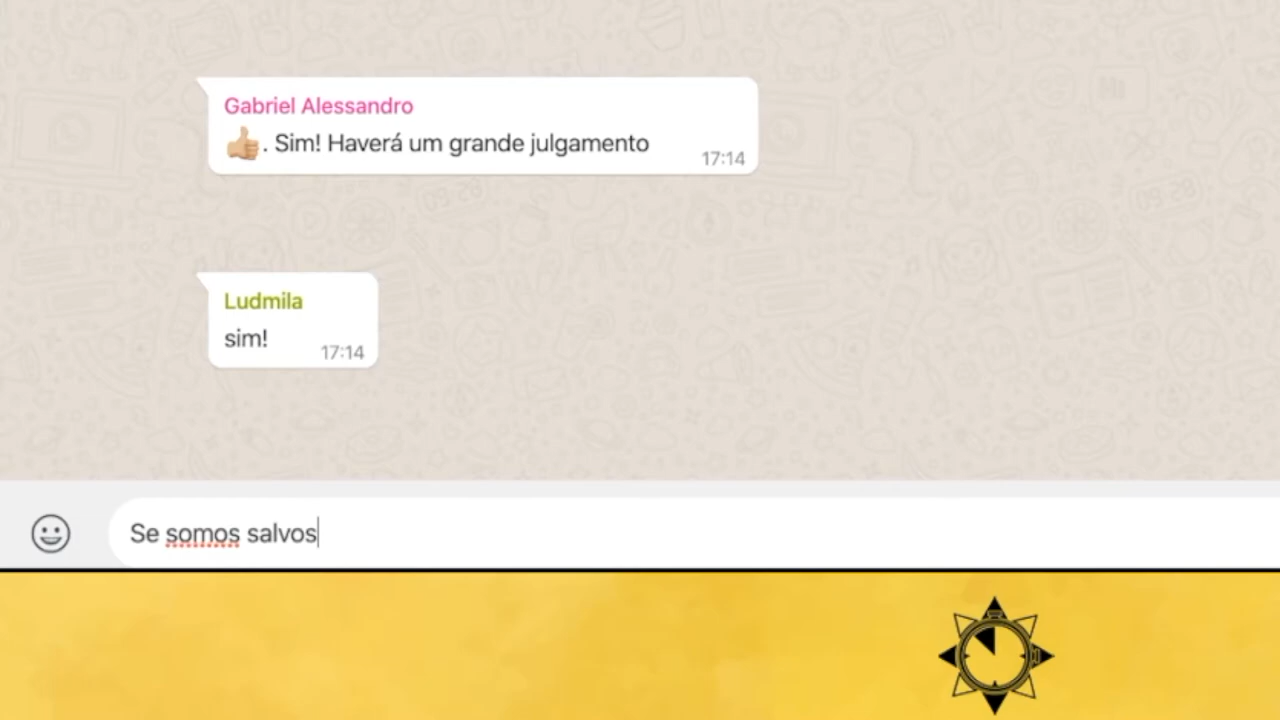 Gabriel Alessandro
👍🏼. Sim! Haverá um grande julgamento
17:14
Ludmila
sim!
17:14
Se somos salvos